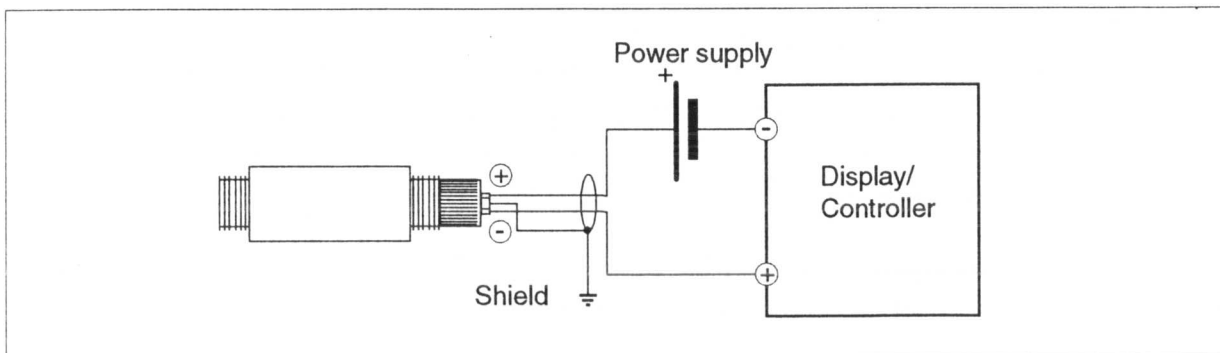 Power supply
+
-
+
Display/
Controller
-
+
Shield